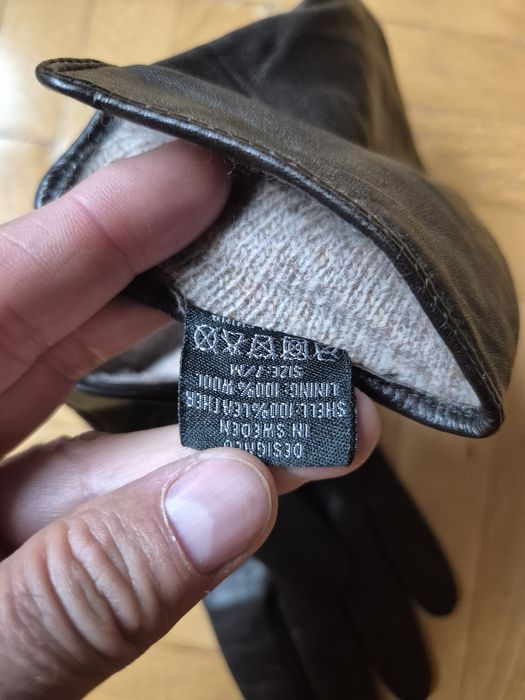 DESIGNED
IN SWEDEN
SHELL: 100% LEATHER
LINING: 100% WOOL
SIZE: 7/M